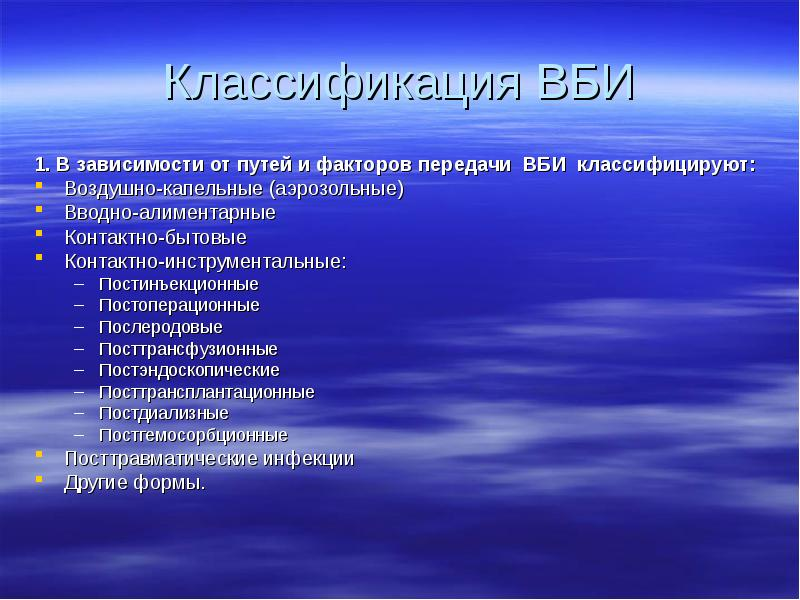 Классификация ВБИ
1. В зависимости от путей и факторов передачи ВБИ классифицируют:
Воздушно-капельные (аэрозольные)
Вводно-алиментарные
Контактно-бытовые
Контактно-инструментальные:
– Постинъекционные
– Постоперационные
– Послеродовые
– Посттрансфузионные
– Постэндоскопические
– Посттрансплантационные
– Постдиализные
– Постгемосорбционные
Посттравматические инфекции
Другие формы.